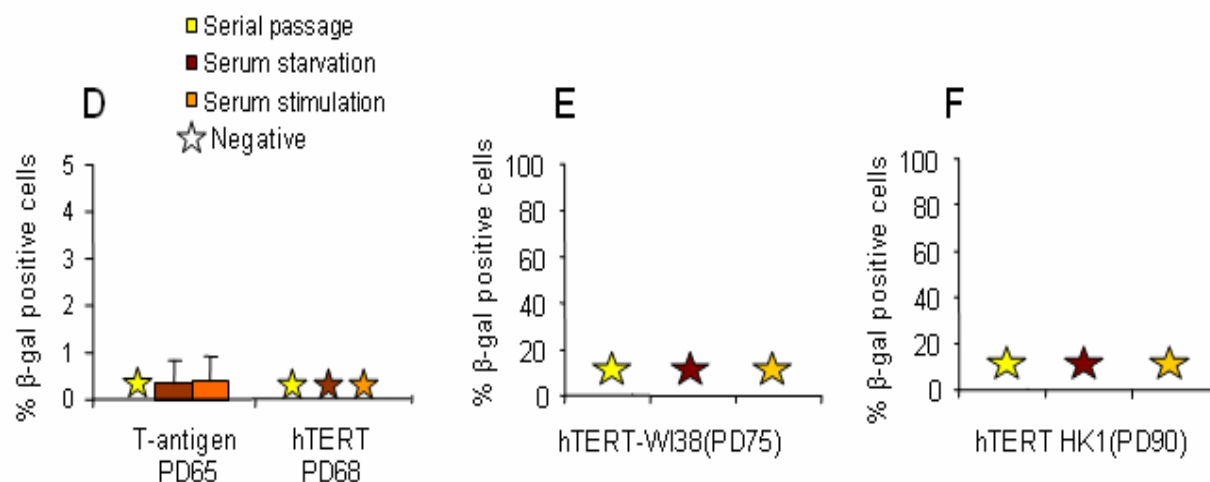 Serial passage
Serum starvation
Serum stimulation
Negative
D
% β-gal positive cells
5
4
3
2
1
0
T-antigen
PD65
hTERT
PD68
E
% β-gal positive cells
100
80
60
40
20
0
hTERT-WI38(PD75)
F
% β-gal positive cells
100
80
60
40
20
0
hTERT HK1(PD90)